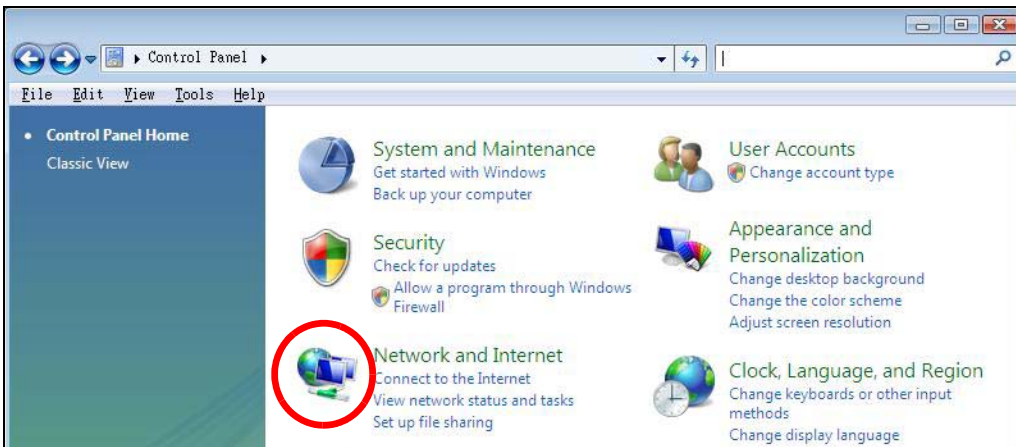 Control Panel
File Edit View Tools Help
Control Panel Home
Classic View
System and Maintenance
Get started with Windows
Back up your computer
Security
Check for updates
Allow a program through Windows
Firewall
Network and Internet
Connect to the Internet
View network status and tasks
Set up file sharing
User Accounts
Change account type
Appearance and
Personalization
Change desktop background
Change the color scheme
Adjust screen resolution
Clock, Language, and Region
Change keyboards or other input
methods
Change display language